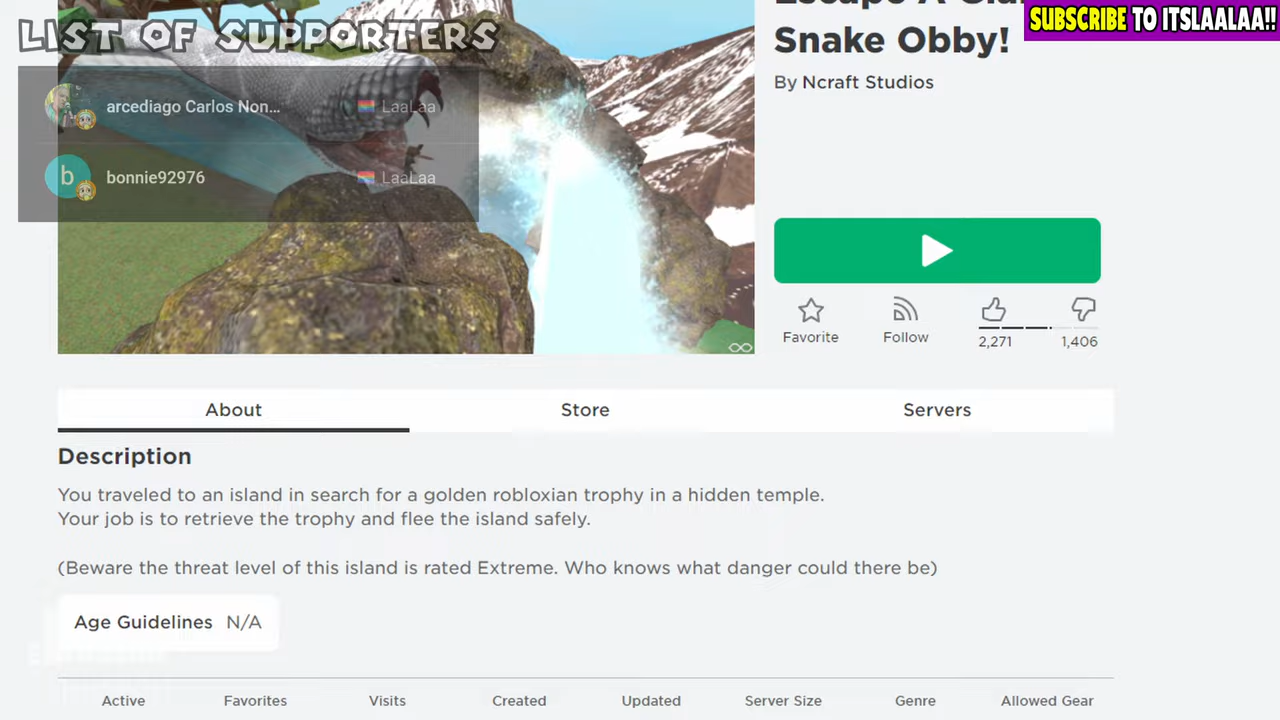 LIST OF SUPPORTERS
arcediago Carlos Non...
LaaLaa
b
bonnie92976
LaaLaa
SUBSCRIBE TO ITSLAALAA!!
Escape A
Snake Obby!
By Ncraft Studios
Favorite
Follow
2,271
1,406
About
Store
Servers
Description
You traveled to an island in search for a golden robloxian trophy in a hidden temple.
Your job is to retrieve the trophy and flee the island safely.
(Beware the threat level of this island is rated Extreme. Who knows what danger could there be)
Age Guidelines N/A
Active
Favorites
Visits
Created
Updated
Server Size
Genre
Allowed Gear